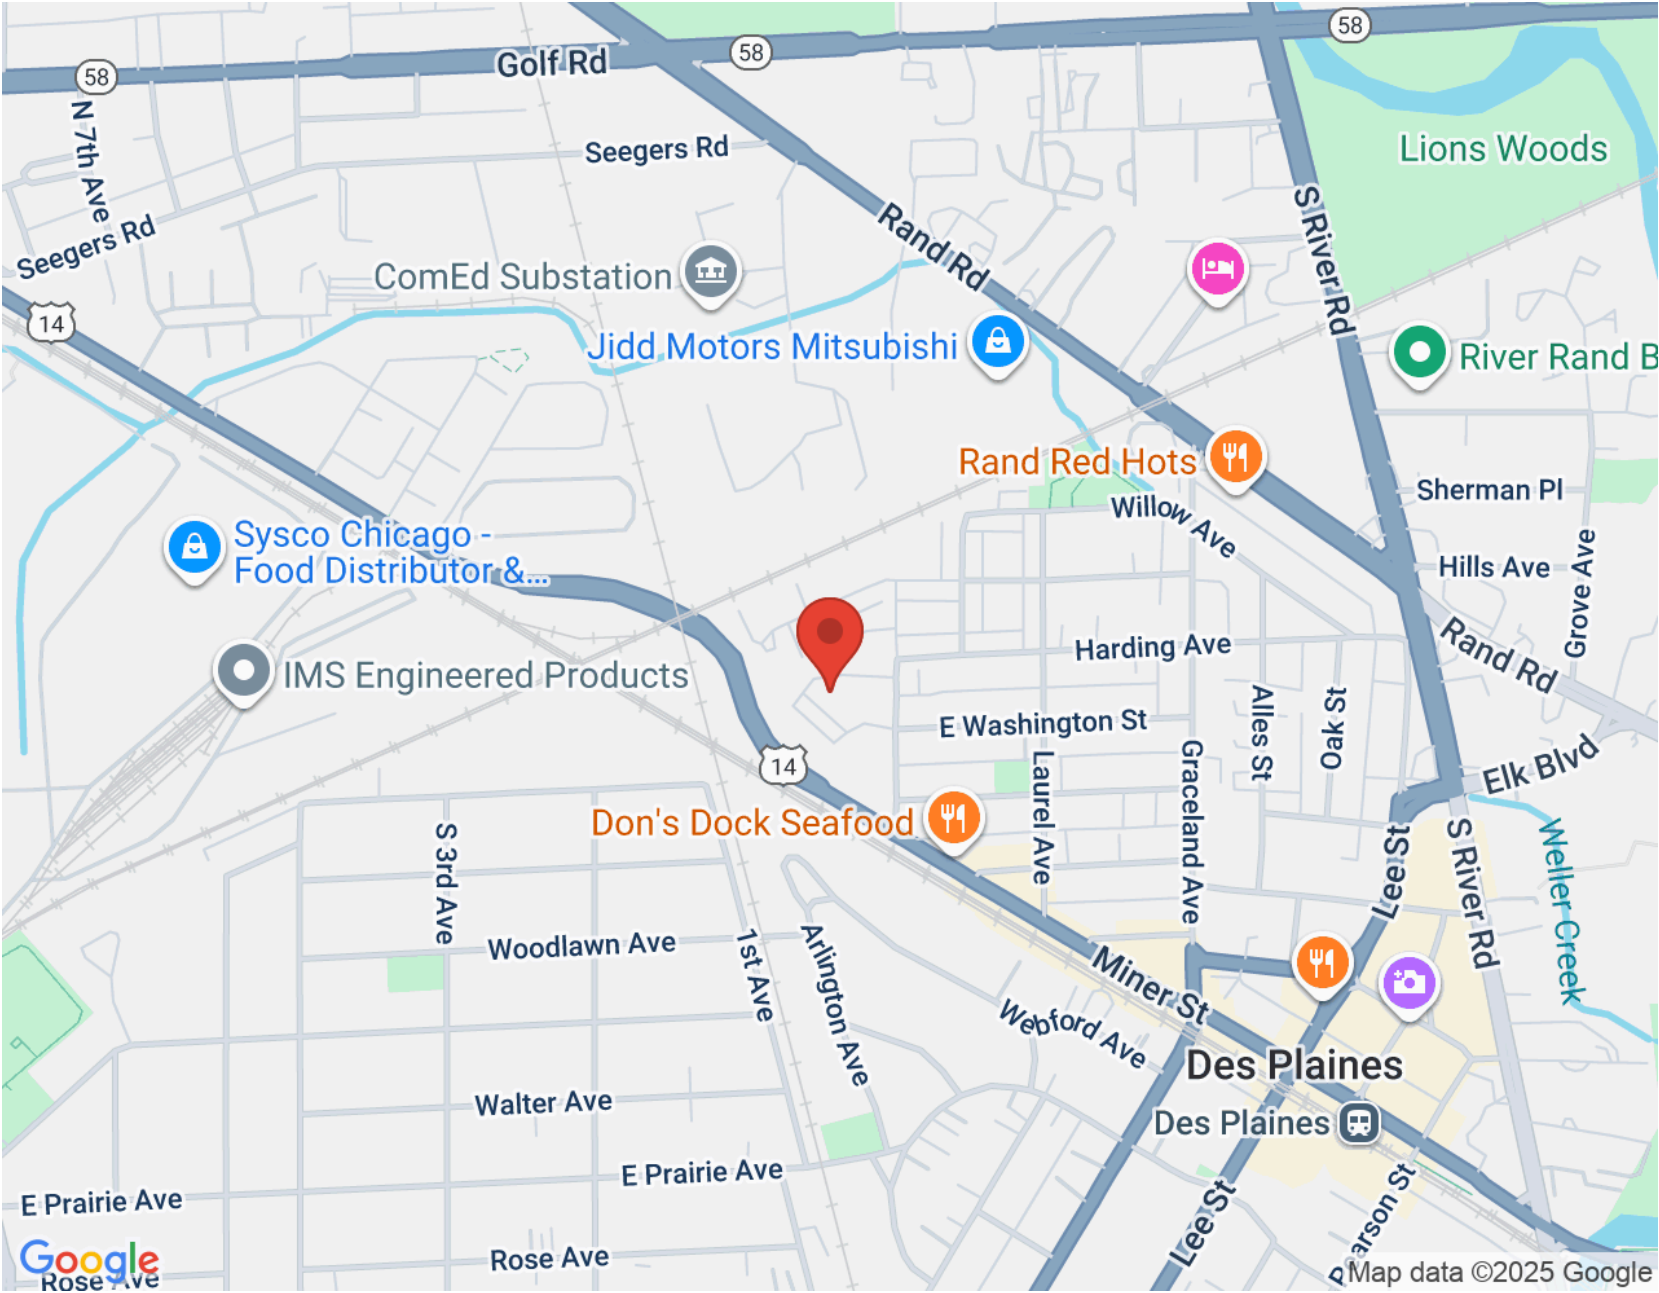 58
Golf Rd
58
58
N 7th Ave
Seegers Rd
Lions Woods
Seegers Rd
S River Rd
Rand Rd
ComEd Substation
14
Jidd Motors Mitsubishi
River Rand B
Rand Red Hots
Sherman Pl
Willow Ave
Sysco Chicago -
Food Distributor &...
Hills Ave
Grove Ave
Harding Ave
Rand Rd
IMS Engineered Products
Alles St
Oak St
E Washington St
14
Laurel Ave
Graceland Ave
Elk Blvd
Don's Dock Seafood
S 3rd Ave
Lee St
S River Rd
Weller Creek
Woodlawn Ave
1st Ave
Arlington Ave
Miner St
Webford Ave
Des Plaines
Walter Ave
Des Plaines
E Prairie Ave
E Prairie Ave
Lee St
Pearson St
Rose Ave
Google
Rose Ave
Map data ©2025 Google